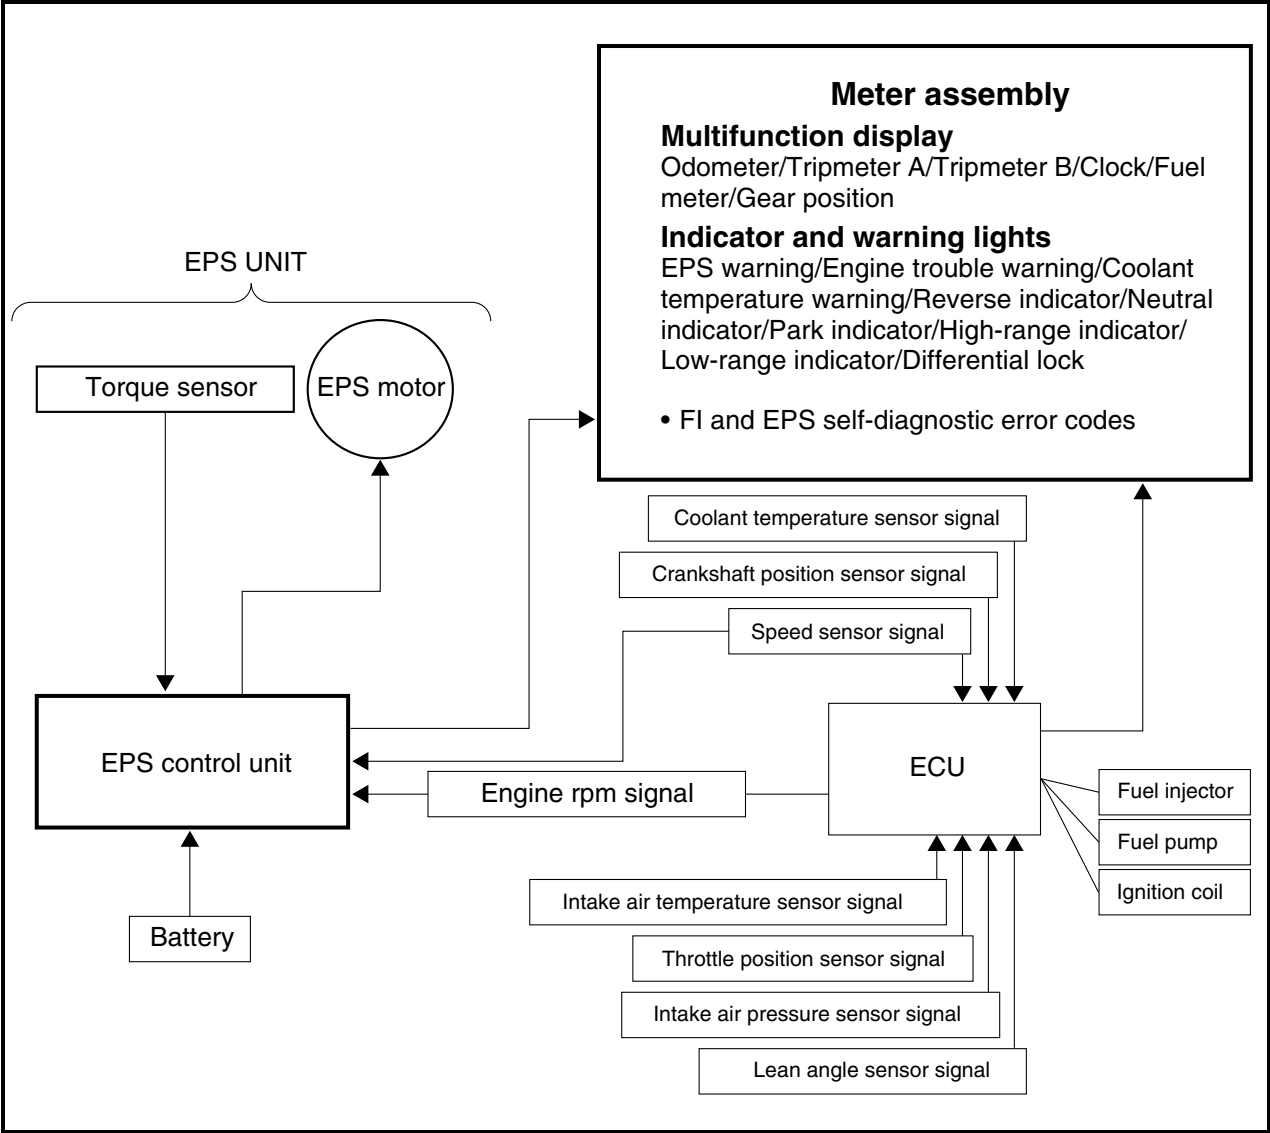 Meter assembly
Multifunction display
Odometer/Tripmeter A/Tripmeter B/Clock/Fuel
meter/Gear position
Indicator and warning lights
EPS warning/Engine trouble warning/Coolant
temperature warning/Reverse indicator/Neutral
indicator/Park indicator/High-range indicator/
Low-range indicator/Differential lock
• FI and EPS self-diagnostic error codes
EPS UNIT
Torque sensor
EPS motor
Coolant temperature sensor signal
Crankshaft position sensor signal
Speed sensor signal
EPS control unit
ECU
Engine rpm signal
Fuel injector
Fuel pump
Ignition coil
Battery
Intake air temperature sensor signal
Throttle position sensor signal
Intake air pressure sensor signal
Lean angle sensor signal